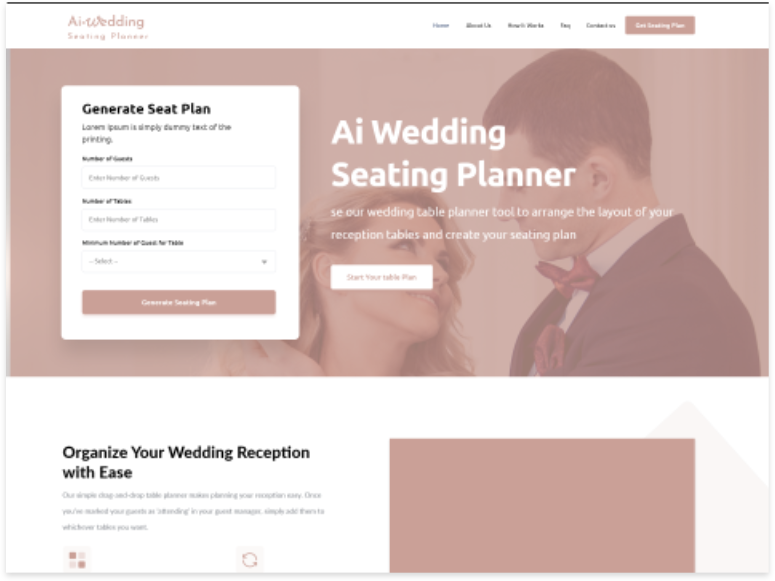 Ai-Wedding
Seating Planner
Home About Us How It Works Faq Contact us Get Seating Plan
Generate Seat Plan
Lorem Ipsum is simply dummy text of the
printing.
Number of Guests
Enter Number of Guests
Number of Tables
Enter Number of Tables
Minimum Number of Guest for Table
-- Select --
Generate Seating Plan
Ai Wedding
Seating Planner
se our wedding table planner tool to arrange the layout of your
reception tables and create your seating plan
Start Your table Plan
Organize Your Wedding Reception
with Ease
Our simple drag-and-drop table planner makes planning your reception easy. Once
you've marked your guests as 'attending' in your guest manager, simply add them to
whichever tables you want.